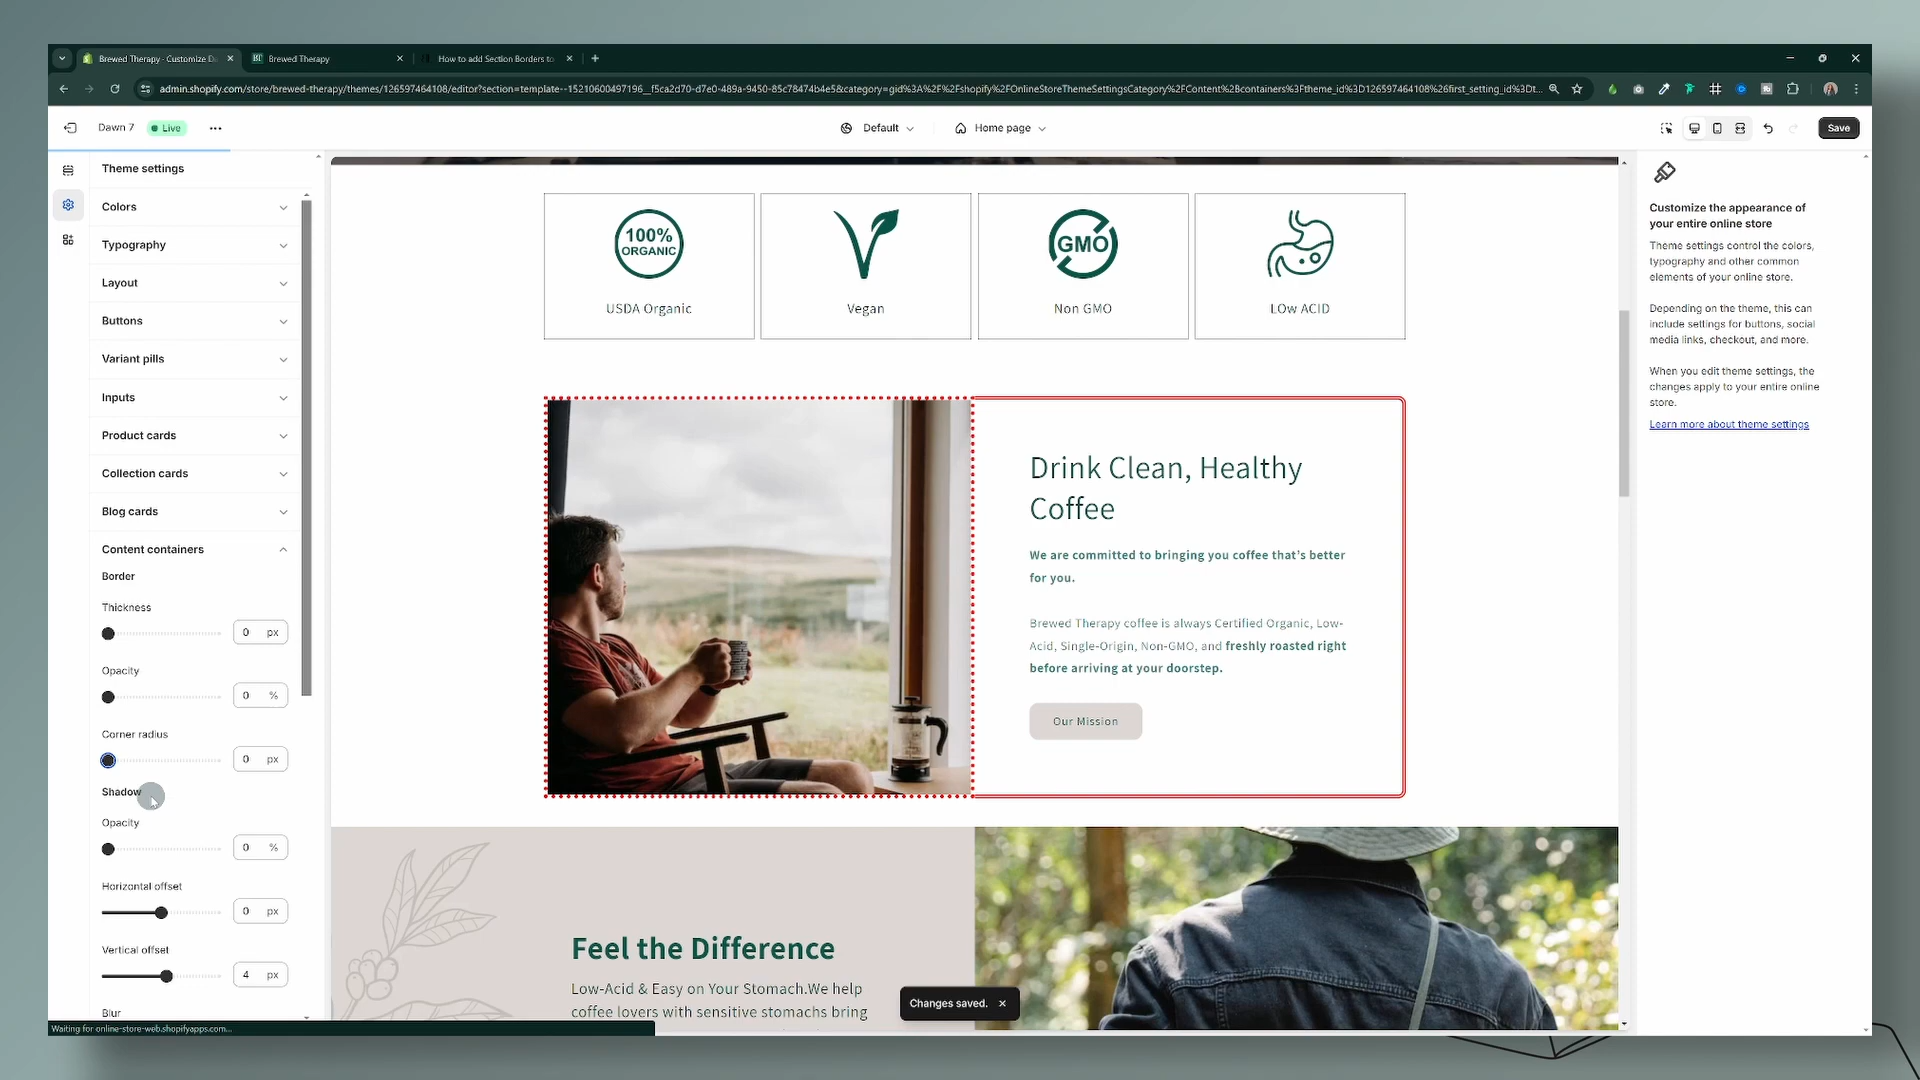 Brewed Therapy · Customize Da
Brewed Therapy
How to add Section Borders to
admin.shopify.com/store/brewed-therapy/themes/126597464108/editor?section=template--15210600497196__f5ca2d70-d7e0-489a-9450-85c78474b4e5&category=gid%3A%2F%2Fshopify%2FOnlineStoreThemeSettingsCategory%2FContent%2Bcontainers%3Ftheme_id%3D126597464108%26first_setting_id%3Dt...
Dawn 7
Live
Default
Home page
Save
Theme settings
Colors
Typography
Layout
Buttons
Variant pills
Inputs
Product cards
Collection cards
Blog cards
Content containers
Border
Thickness
0 px
Opacity
0 %
Corner radius
0 px
Shadow
Opacity
0 %
Horizontal offset
0 px
Vertical offset
4 px
Blur
Waiting for online-store-web.shopifyapps.com...
100%
ORGANIC
USDA Organic
Vegan
GMO
Non GMO
LOw ACID
Drink Clean, Healthy
Coffee
We are committed to bringing you coffee that's better
for you.
Brewed Therapy coffee is always Certified Organic, Low-
Acid, Single-Origin, Non-GMO, and freshly roasted right
before arriving at your doorstep.
Our Mission
Feel the Difference
Low-Acid & Easy on Your Stomach.We help
coffee lovers with sensitive stomachs bring
Changes saved.
Customize the appearance of
your entire online store
Theme settings control the colors,
typography and other common
elements of your online store.
Depending on the theme, this can
include settings for buttons, social
media links, checkout, and more.
When you edit theme settings, the
changes apply to your entire online
store.
Learn more about theme settings